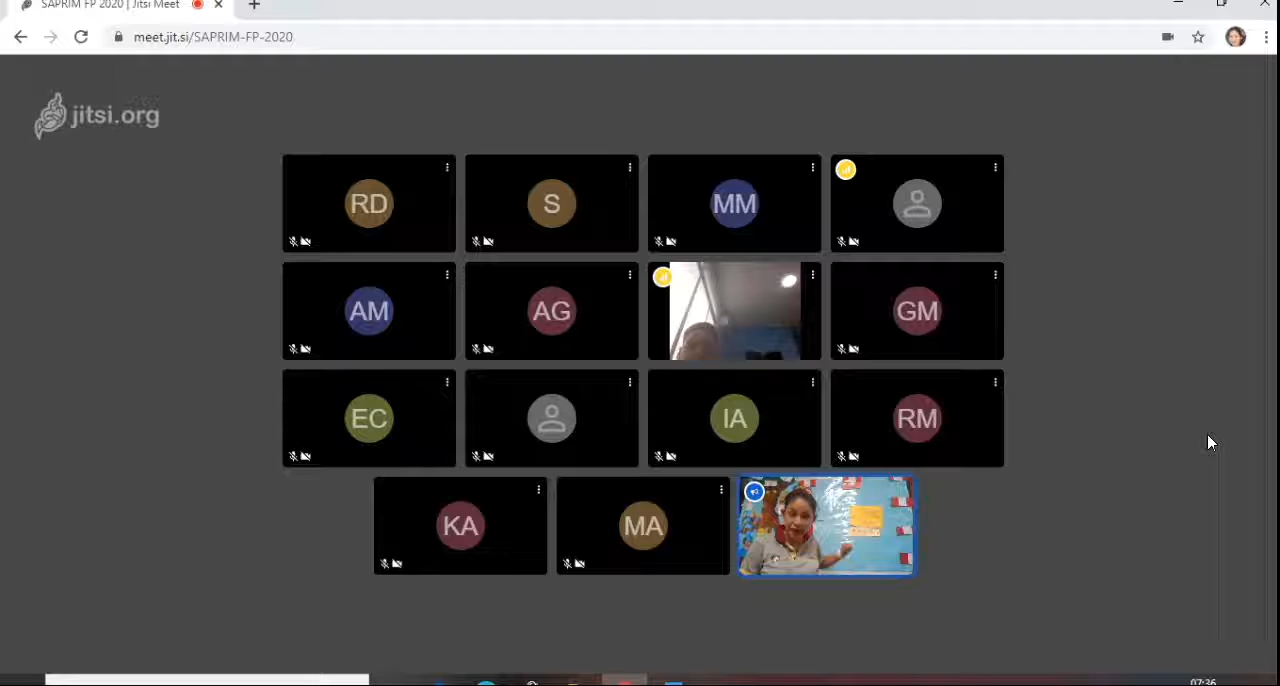 SAPRIM FP 2020 | Jitsi Meet
meet.jit.si/SAPRIM-FP-2020
jitsi.org
RD
S
MM
AM
AG
GM
EC
IA
RM
KA
MA
07:36